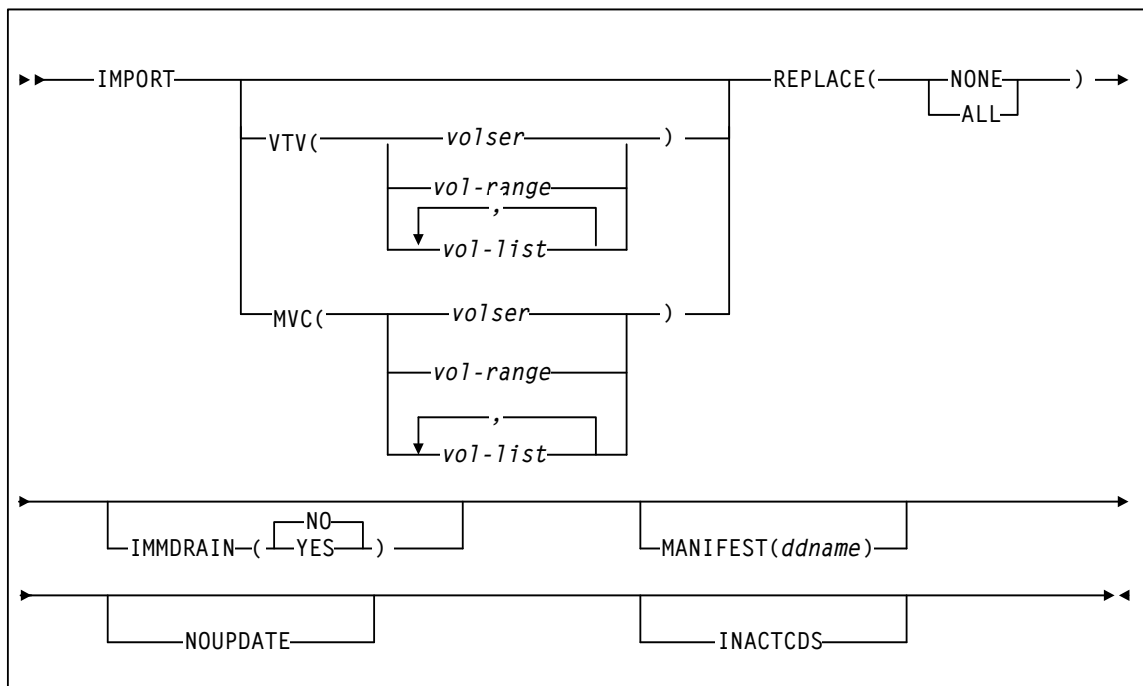 IMPORT REPLACE( NONE )
ALL
VTV( volser )
vol-range
,
vol-list
MVC( volser )
vol-range
,
vol-list
NO
IMMDRAIN ( YES ) MANIFEST(ddname)
NOUPDATE INACTCDS